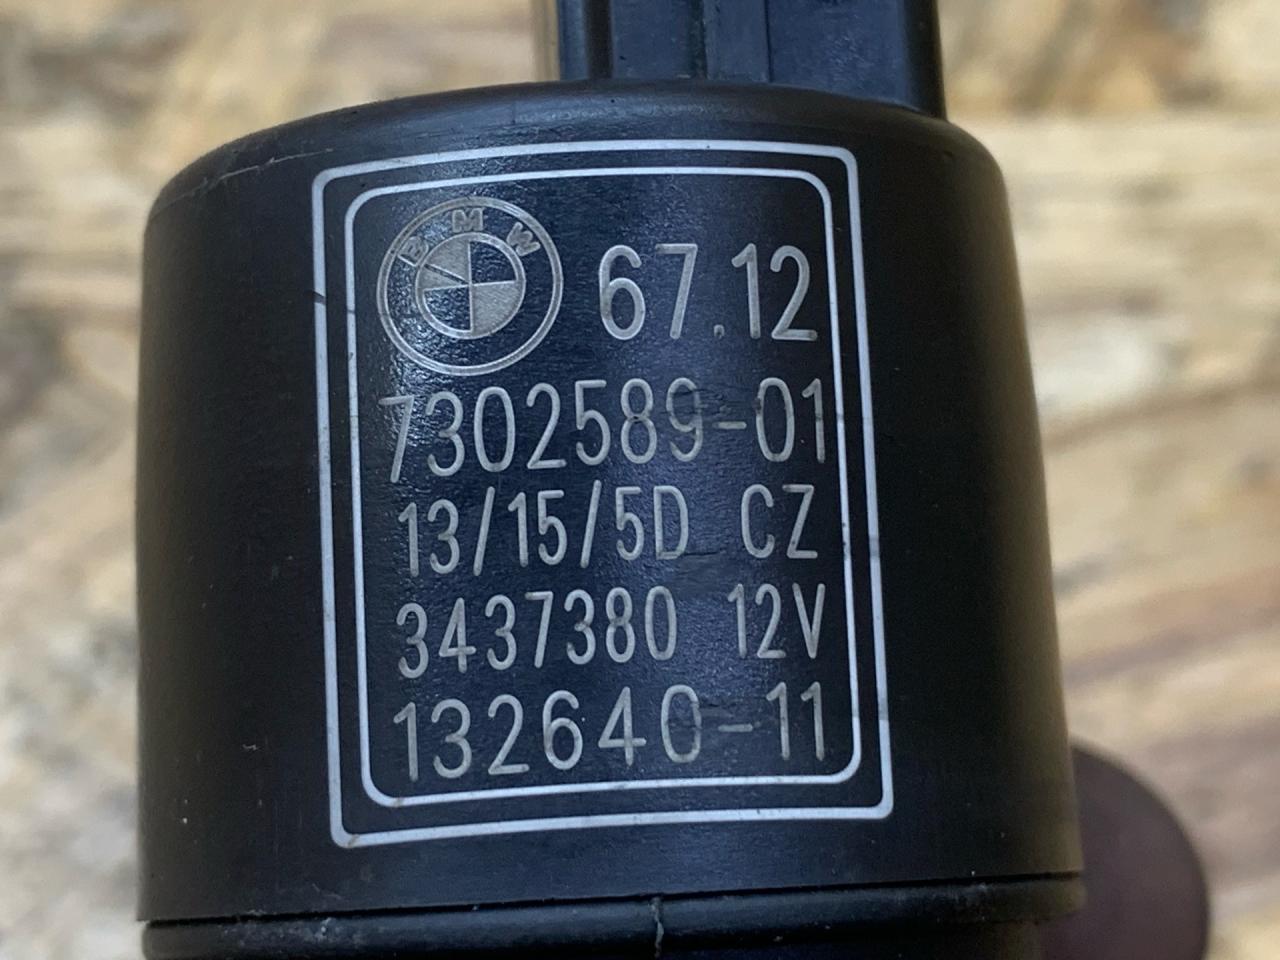 BMW 67.12
7302589-01
13/15/5D CZ
3437380 12V
132640-11